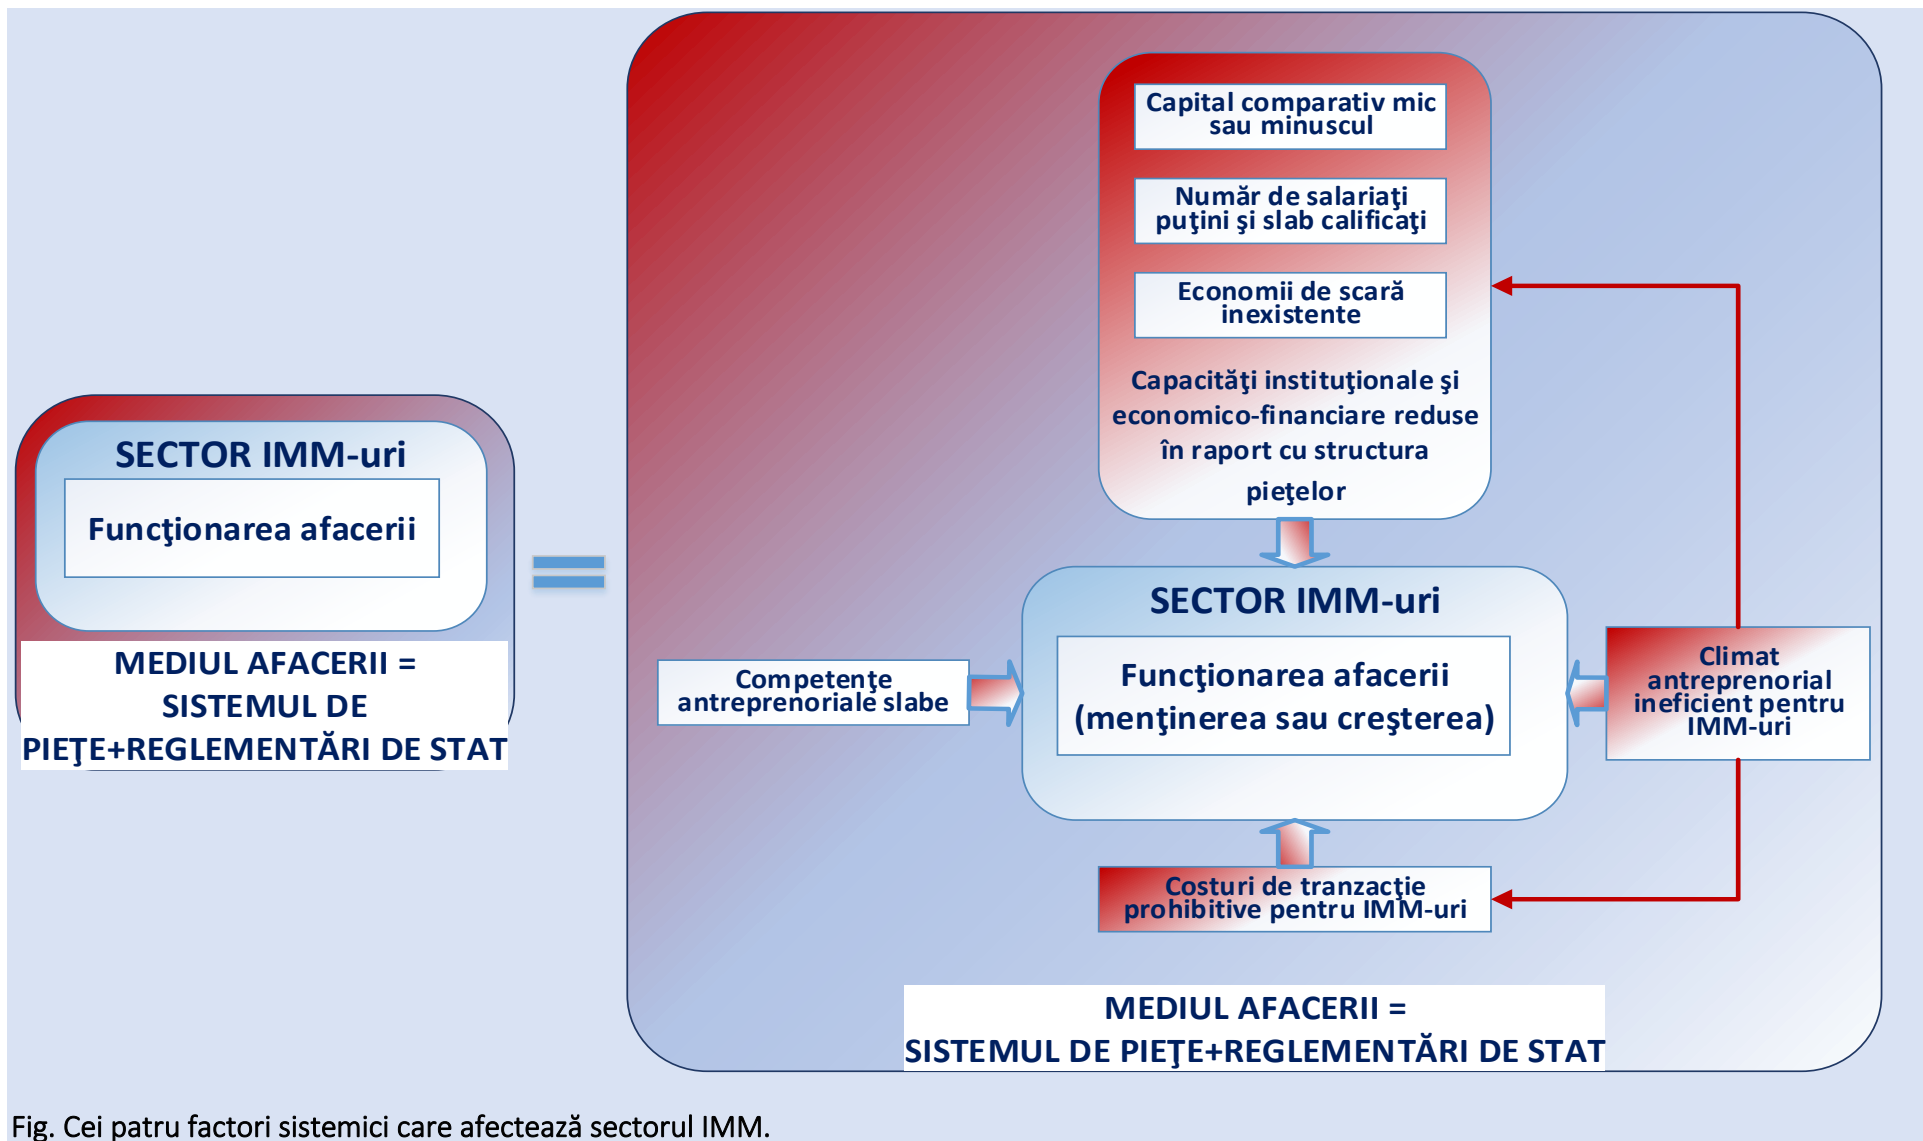 SECTOR IMM-uri
Funcţionarea afacerii
MEDIUL AFACERII =
SISTEMUL DE
PIEŢE+REGLEMENTĂRI DE STAT
Capital comparativ mic
sau minuscul
Număr de salariaţi
puţini şi slab calificaţi
Economii de scară
inexistente
Capacităţi instituţionale şi
economico-financiare reduse
în raport cu structura
pieţelor
SECTOR IMM-uri
Funcţionarea afacerii
(menţinerea sau creşterea)
Competenţe
antreprenoriale slabe
Climat
antreprenorial
ineficient pentru
IMM-uri
Costuri de tranzacţie
prohibitive pentru IMM-uri
MEDIUL AFACERII =
SISTEMUL DE PIEŢE+REGLEMENTĂRI DE STAT
Fig. Cei patru factori sistemici care afectează sectorul IMM.